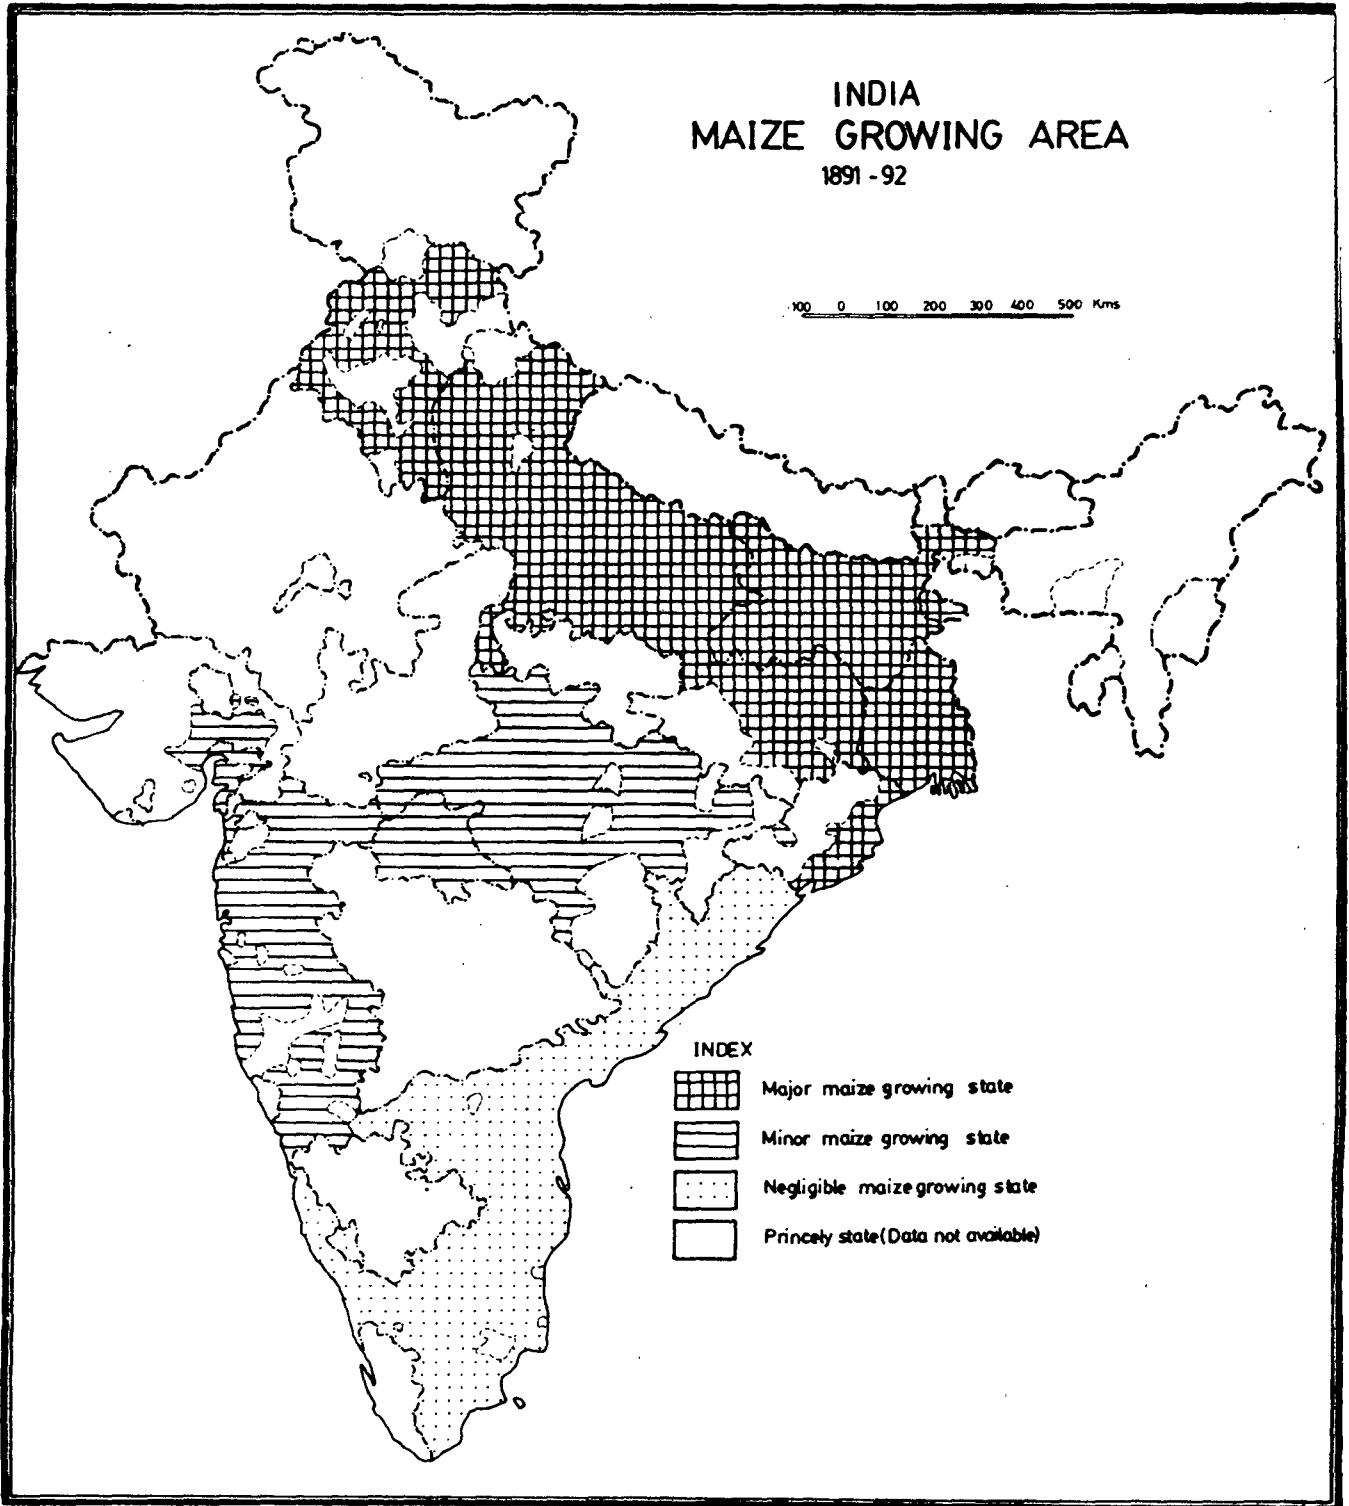 INDIA
MAIZE GROWING AREA
1891-92
100 0 100 200 300 400 500 Kms
INDEX
Major maize growing state
Minor maize growing state
Negligible maize growing state
Princely state (Data not available)